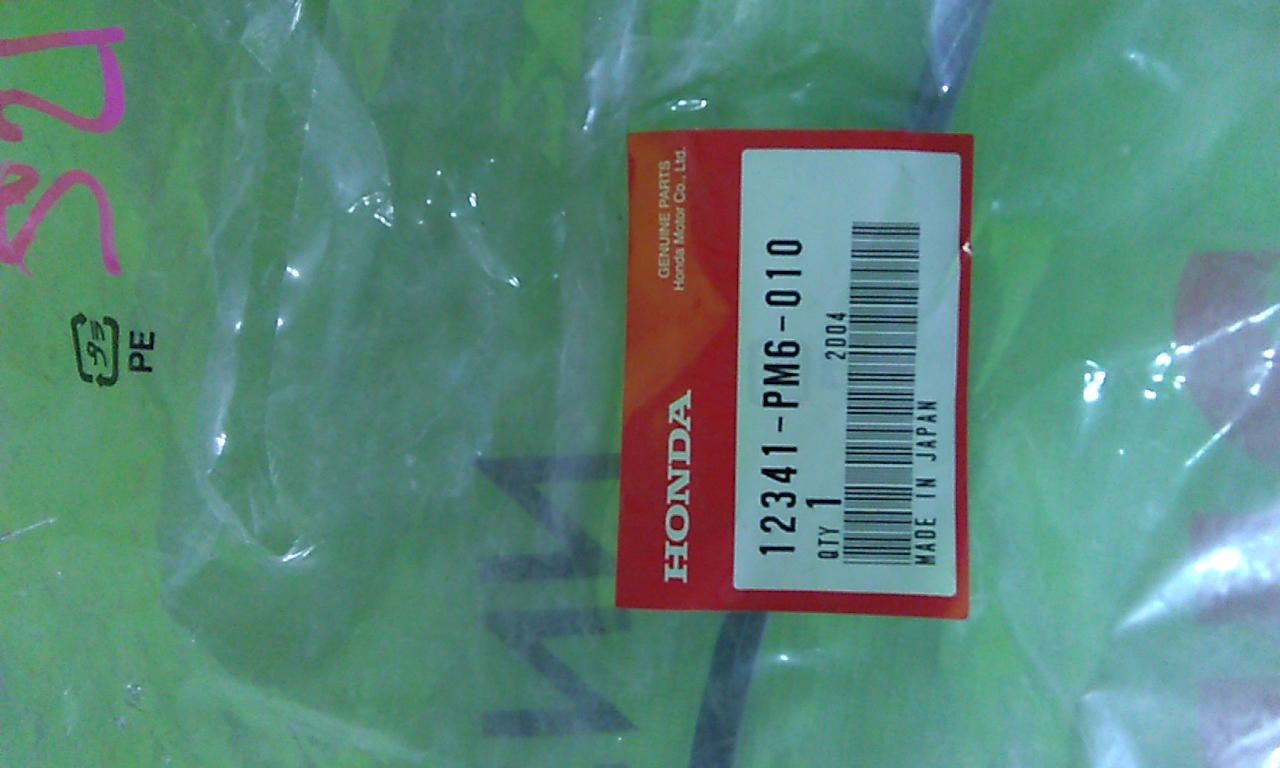 HONDA
GENUINE PARTS
Honda Motor Co., Ltd.
12341-PM6-010
QTY 1
2004
MADE IN JAPAN
PE